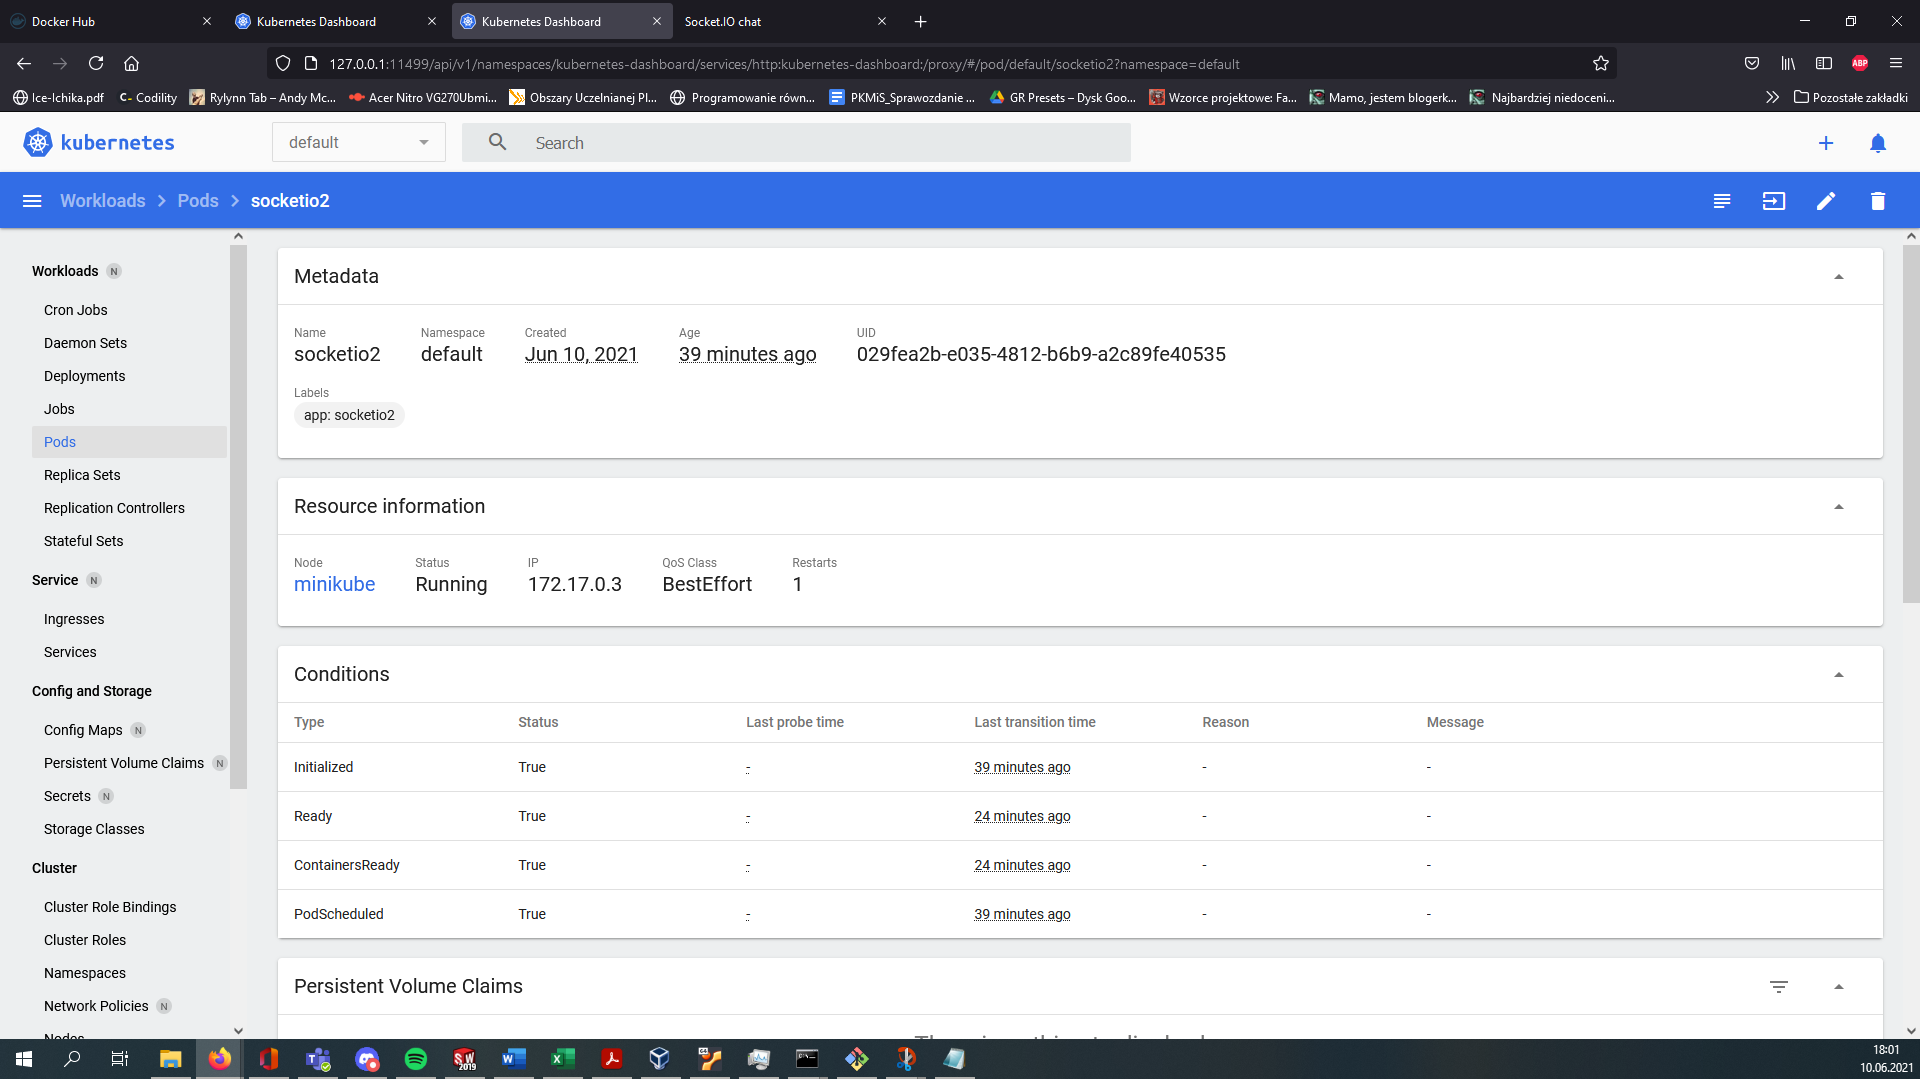 Docker Hub
Kubernetes Dashboard
Kubernetes Dashboard
Socket.IO chat
127.0.0.1:11499/api/v1/namespaces/kubernetes-dashboard/services/http:kubernetes-dashboard:/proxy/#/pod/default/socketio2?namespace=default
ABP
Ice-Ichika.pdf
C- Codility
Rylynn Tab – Andy Mc...
Acer Nitro VG270Ubmi...
Obszary Uczelnianej Pl...
Programowanie równ...
PKMiS_Sprawozdanie ...
GR Presets – Dysk Goo...
Wzorce projektowe: Fa...
Mamo, jestem blogerk...
Najbardziej niedoceni...
Pozostałe zakładki
kubernetes
default
Search
Workloads
Pods
socketio2
Workloads N
Cron Jobs
Daemon Sets
Deployments
Jobs
Pods
Replica Sets
Replication Controllers
Stateful Sets
Service N
Ingresses
Services
Config and Storage
Config Maps N
Persistent Volume Claims N
Secrets N
Storage Classes
Cluster
Cluster Role Bindings
Cluster Roles
Namespaces
Network Policies N
Nodes
Metadata
Name Namespace Created Age UID
socketio2 default Jun 10, 2021 39 minutes ago 029fea2b-e035-4812-b6b9-a2c89fe40535
Labels
app: socketio2
Resource information
Node Status IP QoS Class Restarts
minikube Running 172.17.0.3 BestEffort 1
Conditions
Type Status Last probe time Last transition time Reason Message
Initialized True - 39 minutes ago - -
Ready True - 24 minutes ago - -
ContainersReady True - 24 minutes ago - -
PodScheduled True - 39 minutes ago - -
Persistent Volume Claims
SW
2019
18:01
10.06.2021